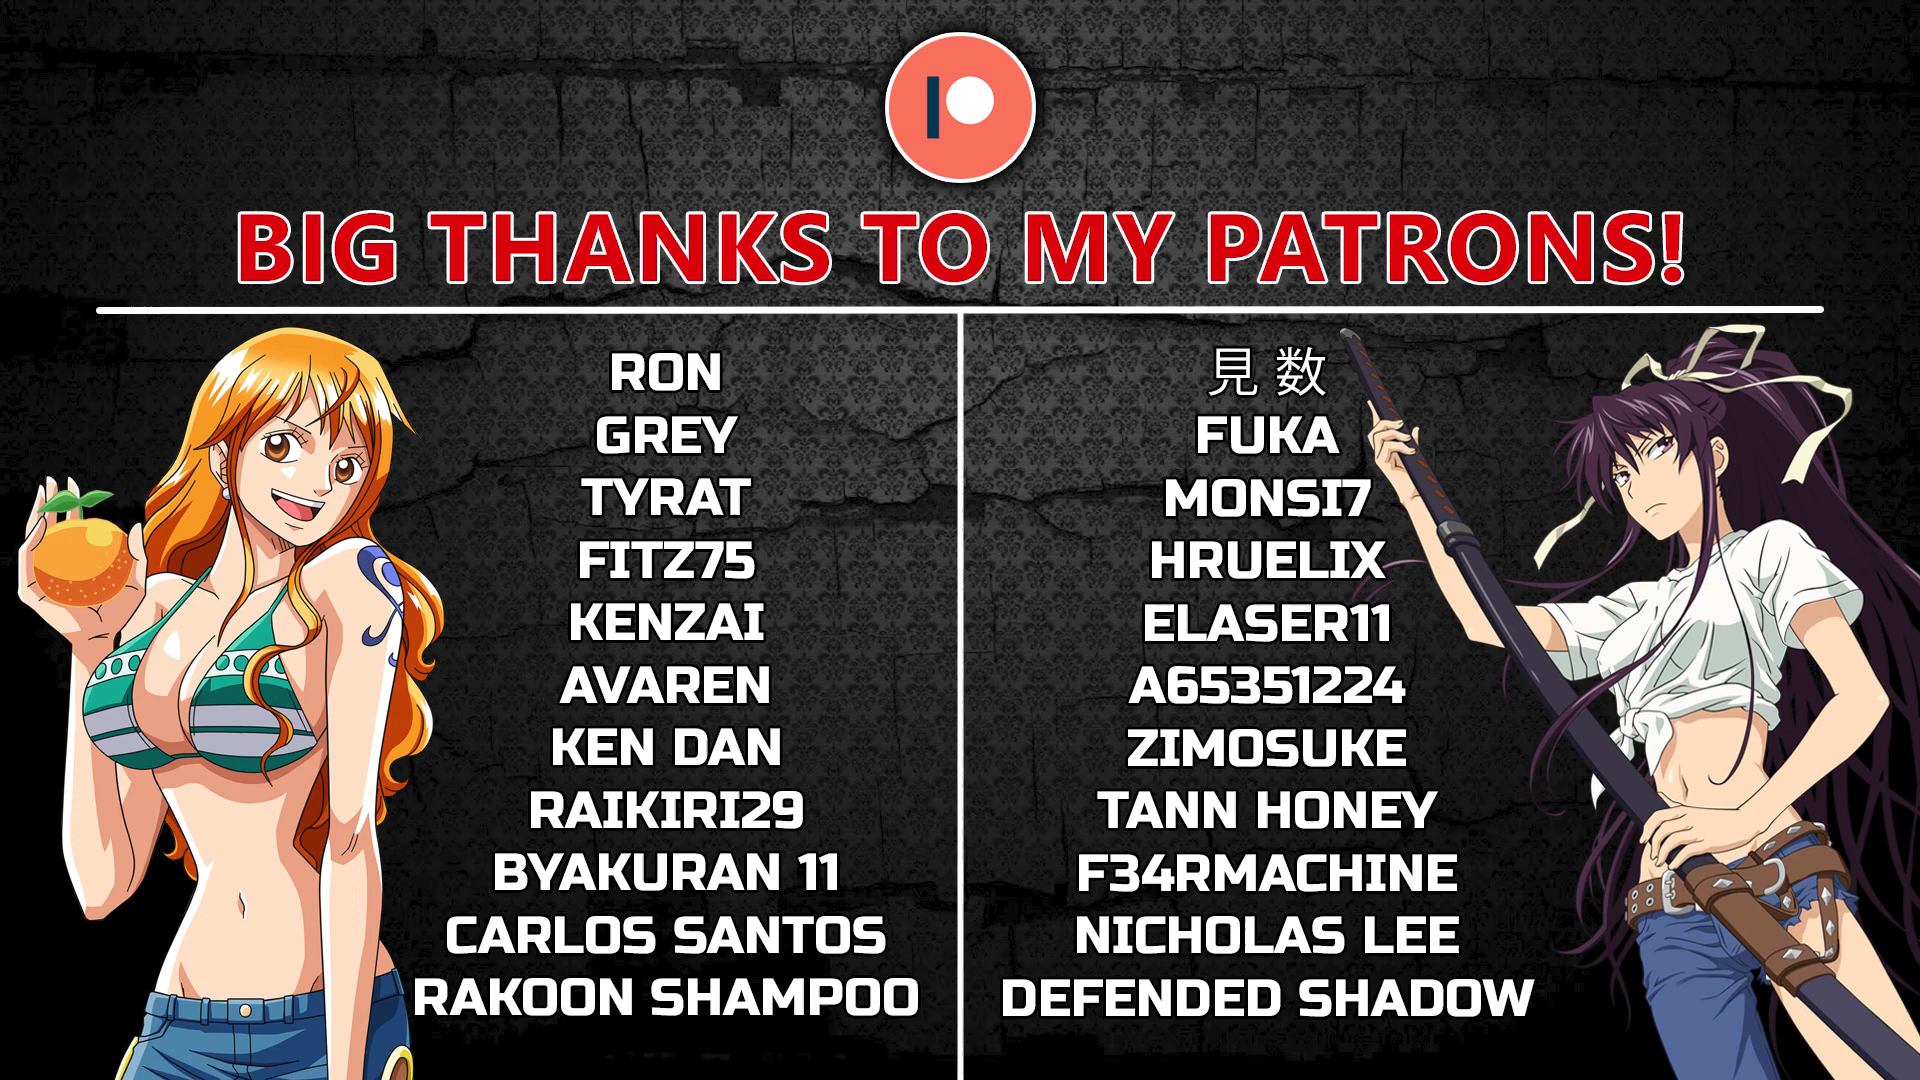 BIG THANKS TO MY PATRONS!
RON
GREY
TYRAT
FITZ75
KENZAI
AVAREN
KEN DAN
RAIKIRI29
BYAKURAN 11
CARLOS SANTOS
RAKOON SHAMPOO
見 数
FUKA
MONSI7
HRUELIX
ELASER11
A65351224
ZIMOSUKE
TANN HONEY
F34RMACHINE
NICHOLAS LEE
DEFENDED SHADOW